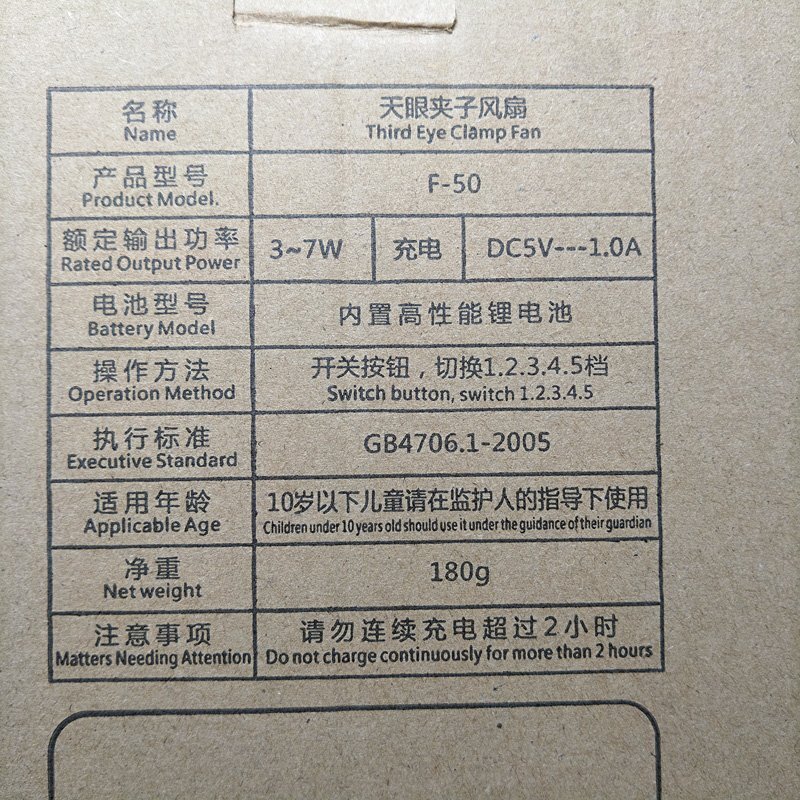 名称
Name
天眼夹子风扇
Third Eye Clamp Fan
产品型号
Product Model.
F-50
额定输出功率
Rated Output Power
3~7W
充电
DC5V---1.0A
电池型号
Battery Model
内置高性能锂电池
操作方法
Operation Method
开关按钮，切换1.2.3.4.5档
Switch button, switch 1.2.3.4.5
执行标准
Executive Standard
GB4706.1-2005
适用年龄
Applicable Age
10岁以下儿童请在监护人的指导下使用
Children under 10 years old should use it under the guidance of their guardian
净重
Net weight
180g
注意事项
Matters Needing Attention
请勿连续充电超过2小时
Do not charge continuously for more than 2 hours